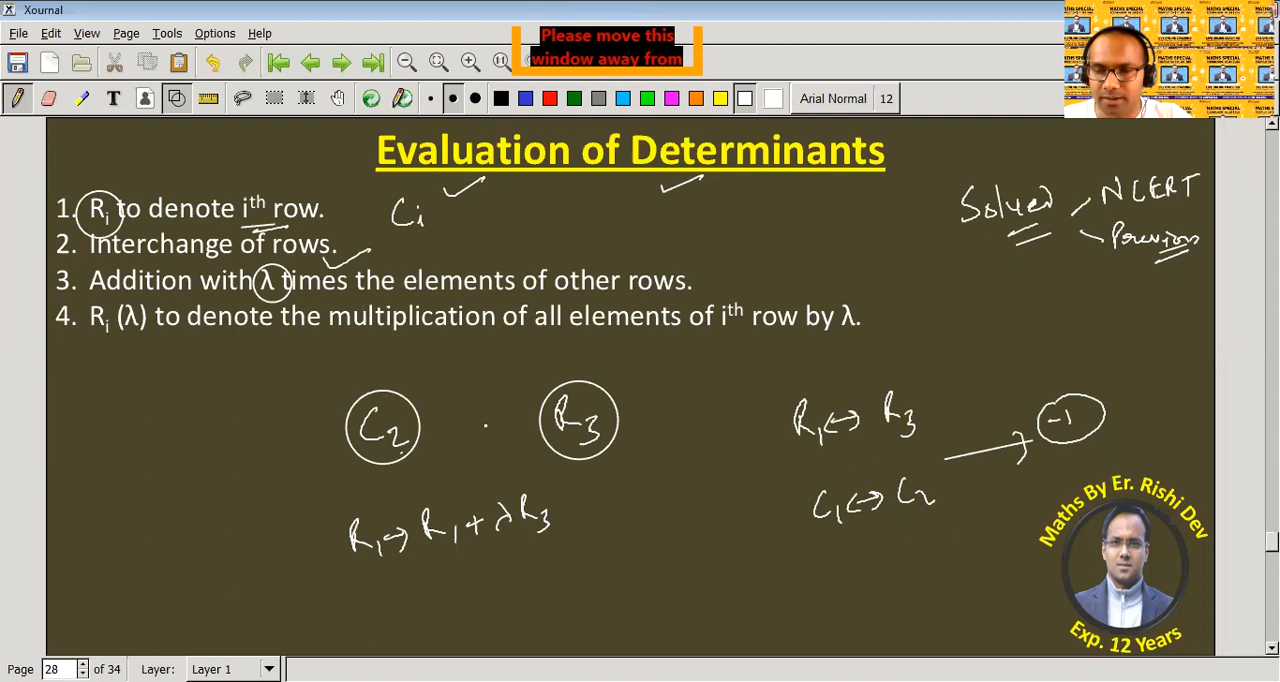 Xournal
File Edit View Page Tools Options Help
Please move this
window away from
Arial Normal 12
Evaluation of Determinants
1. Ri to denote ith row.
Ci
Solved
NCERT
Previous
2. Interchange of rows.
3. Addition with λ times the elements of other rows.
4. Ri (λ) to denote the multiplication of all elements of ith row by λ.
C2
R3
R1↔R3
-1
C1↔C2
R1→R1+λR3
Maths By Er. Rishi Dev
Exp. 12 Years
Page 28 of 34 Layer: Layer 1